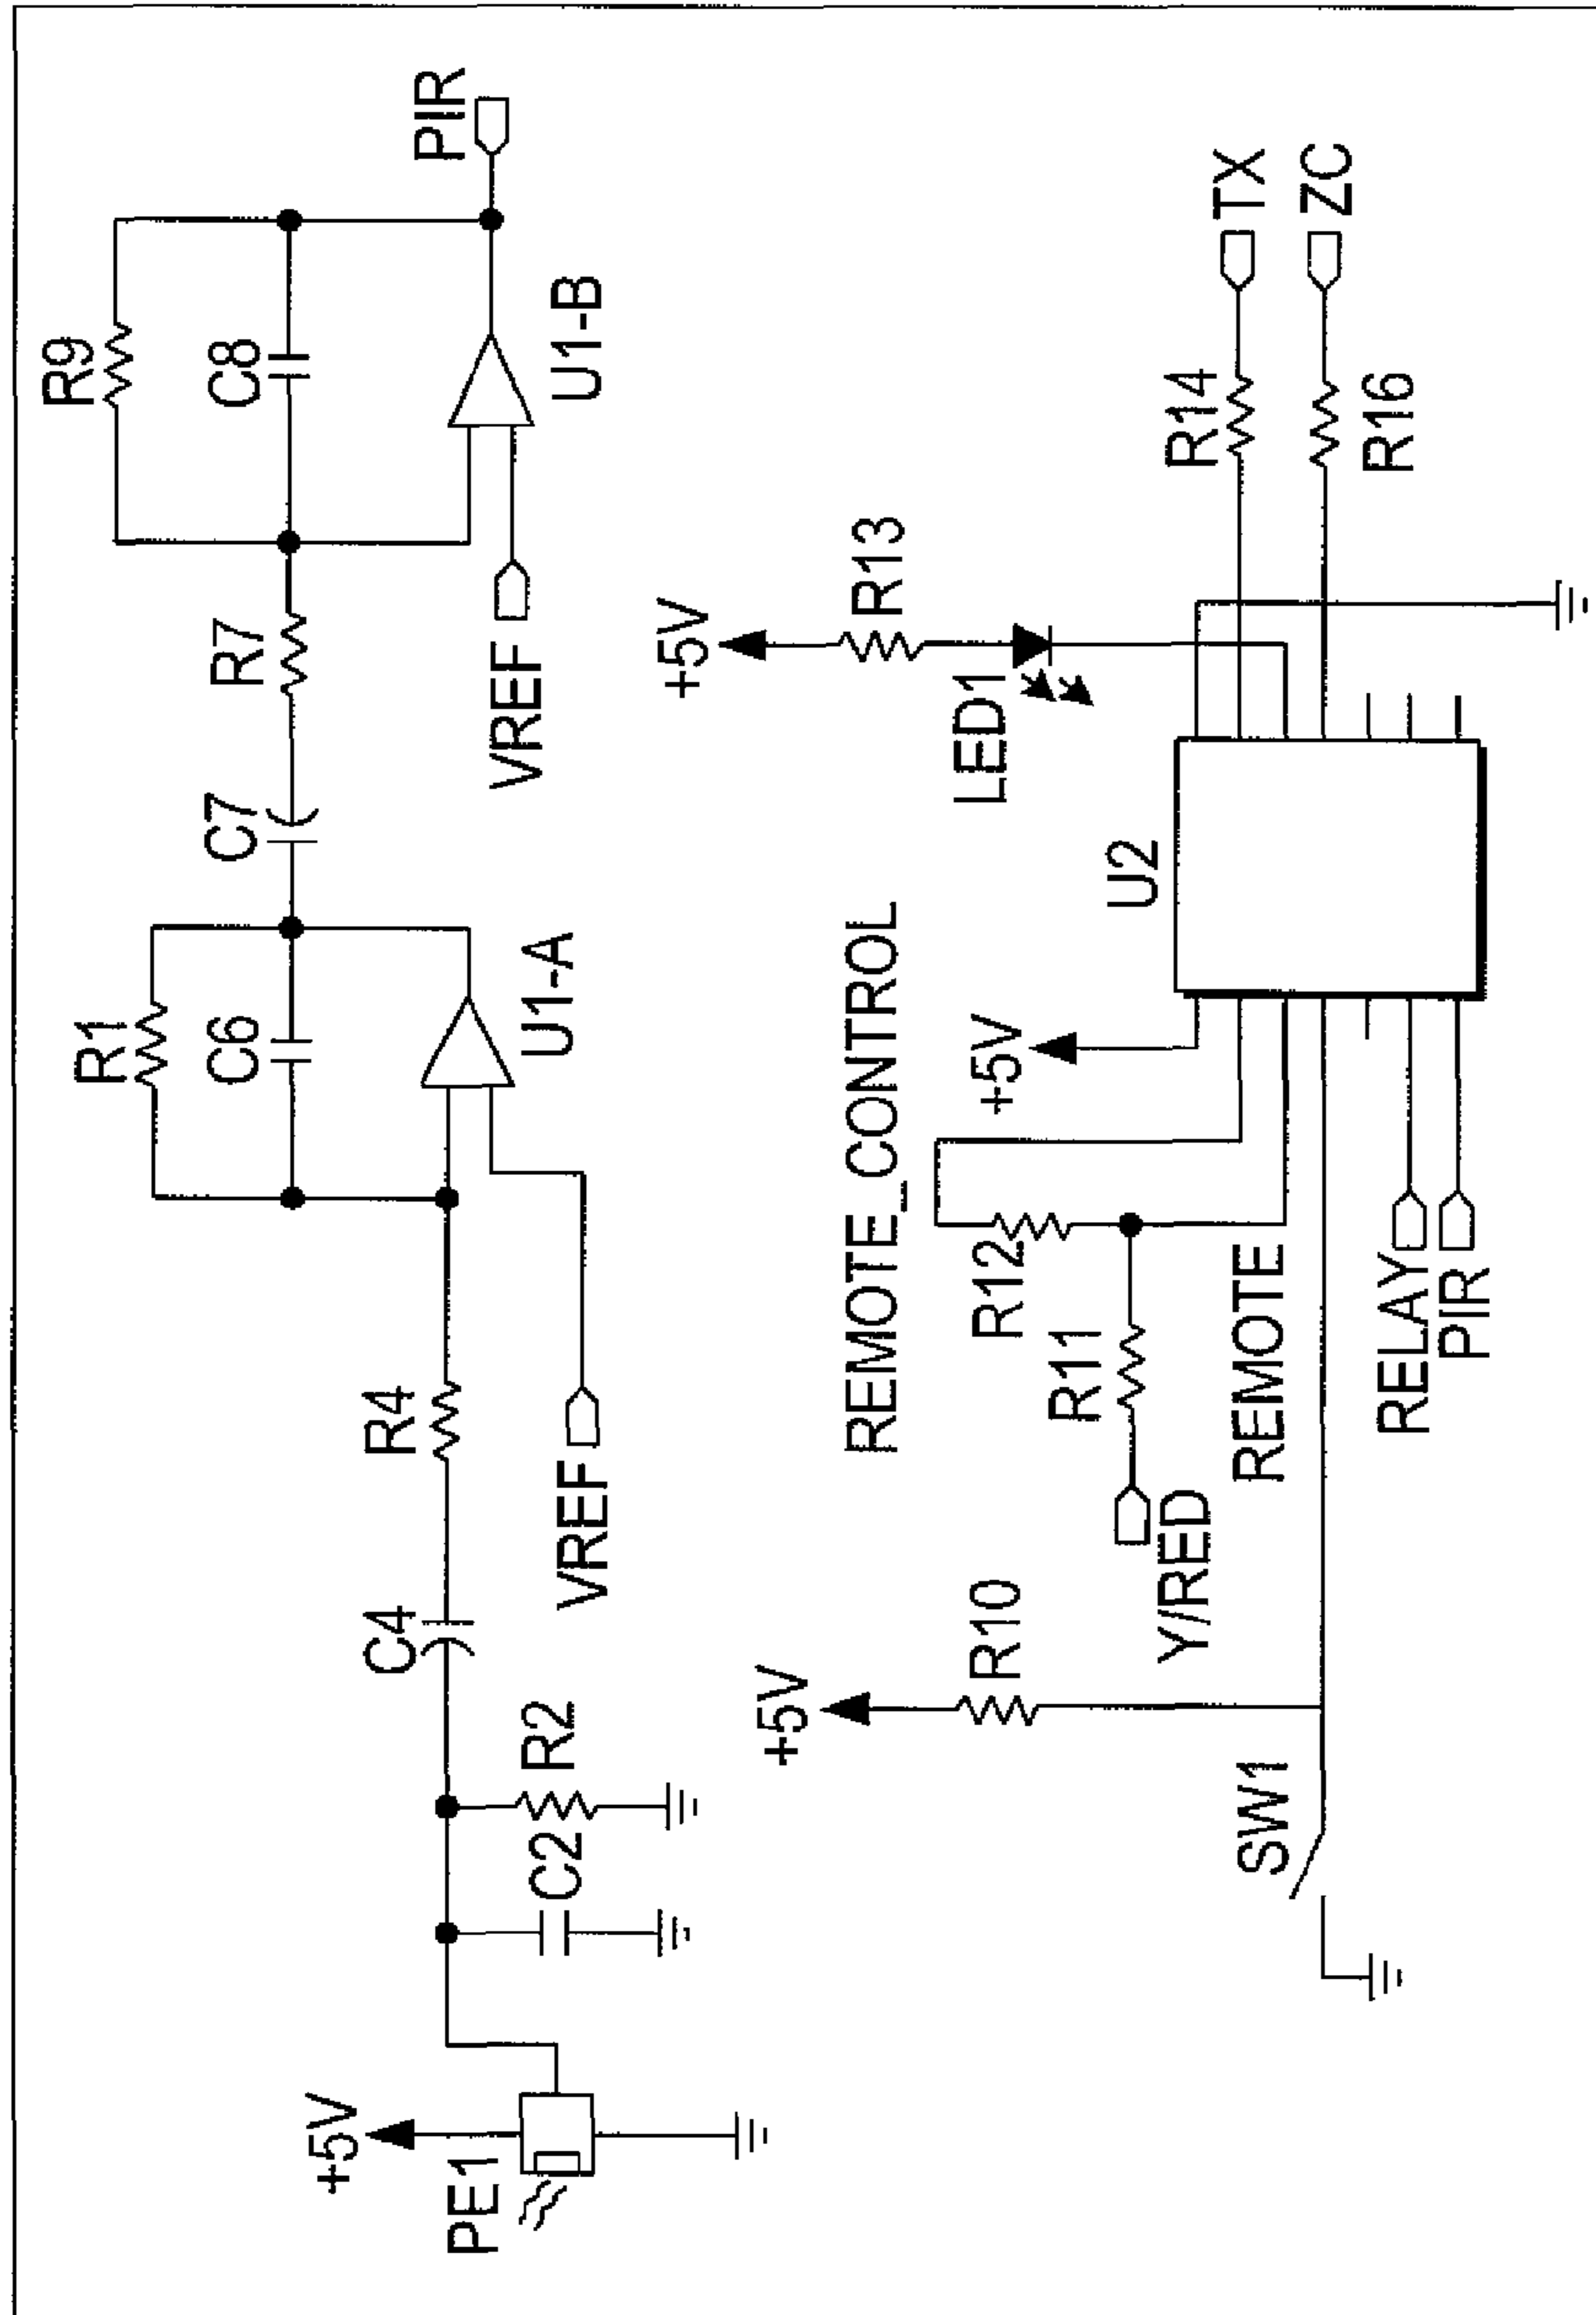 +5V
PE1
C2
R2
C4
R4
VREF
R1
C6
U1-A
C7
R7
VREF
R9
C8
U1-B
PIR
+5V
R10
SW1
Y/RED
R11
R12
REMOTE_CONTROL
REMOTE
RELAY
PIR
+5V
U2
+5V
R13
LED1
R14
TX
R16
ZC